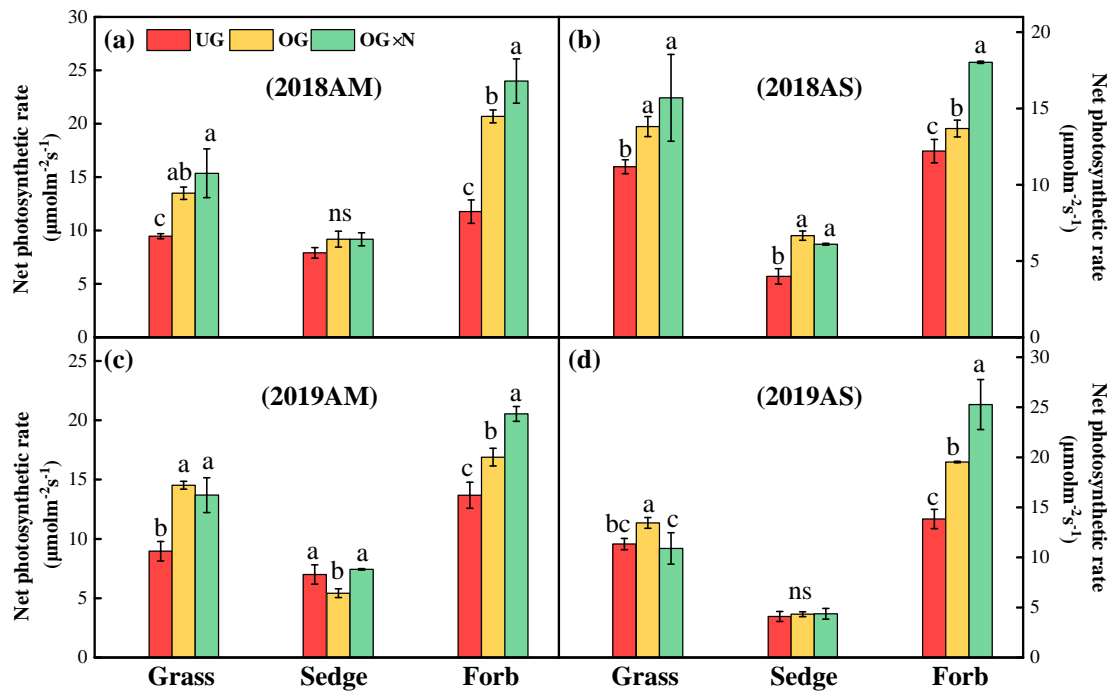 (a) UG OG OG×N
(2018AM)
Net photosynthetic rate
(μmolm⁻²s⁻¹)
30
25
20
15
10
5
0
c ab a
ns
c b a
(b)
(2018AS)
Net photosynthetic rate
(μmolm⁻²s⁻¹)
20
15
10
5
0
b a a
b a a
c b a
(c)
(2019AM)
Net photosynthetic rate
(μmolm⁻²s⁻¹)
25
20
15
10
5
0
b a a
a b a
c b a
Grass Sedge Forb
(d)
(2019AS)
Net photosynthetic rate
(μmolm⁻²s⁻¹)
30
25
20
15
10
5
0
bc a c
ns
c b a
Grass Sedge Forb